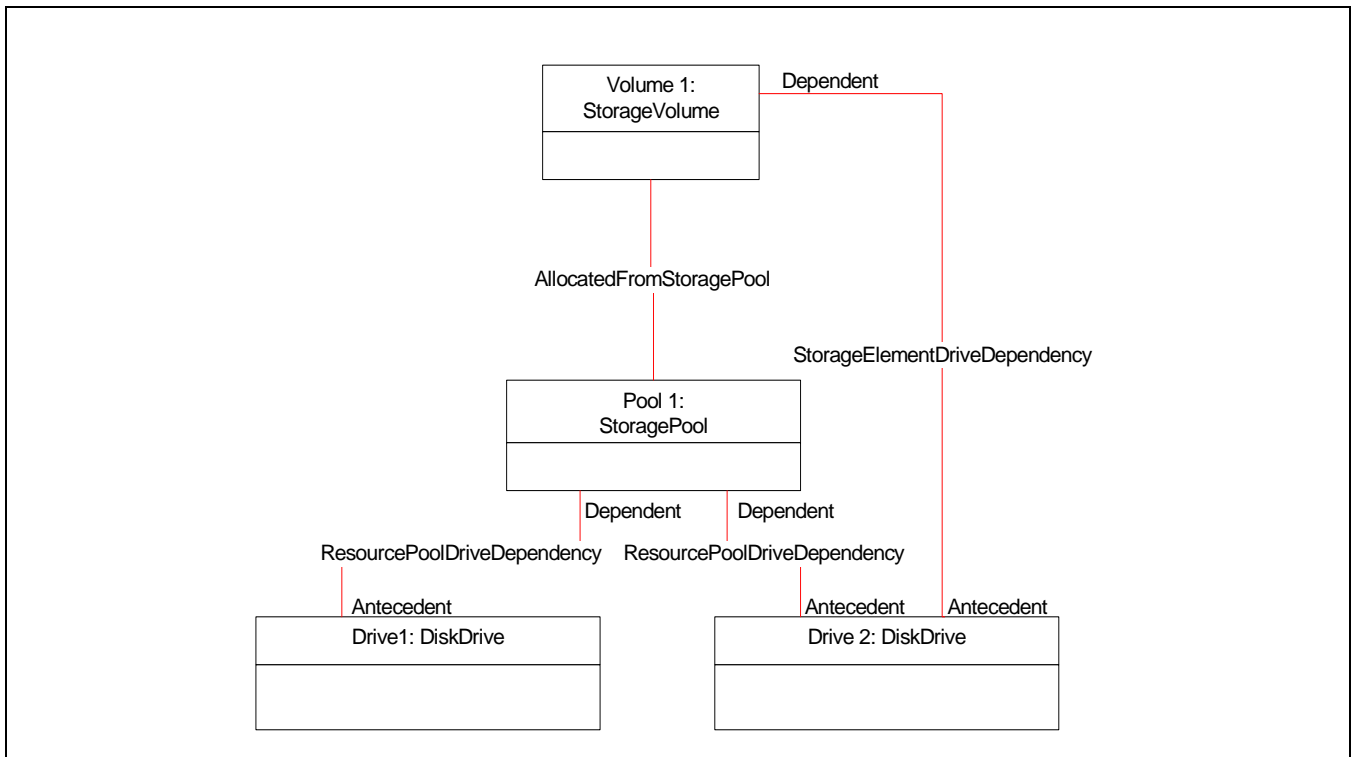 Volume 1:
StorageVolume
Dependent
AllocatedFromStoragePool
StorageElementDriveDependency
Pool 1:
StoragePool
Dependent
Dependent
ResourcePoolDriveDependency
ResourcePoolDriveDependency
Antecedent
Antecedent
Antecedent
Drive1: DiskDrive
Drive 2: DiskDrive